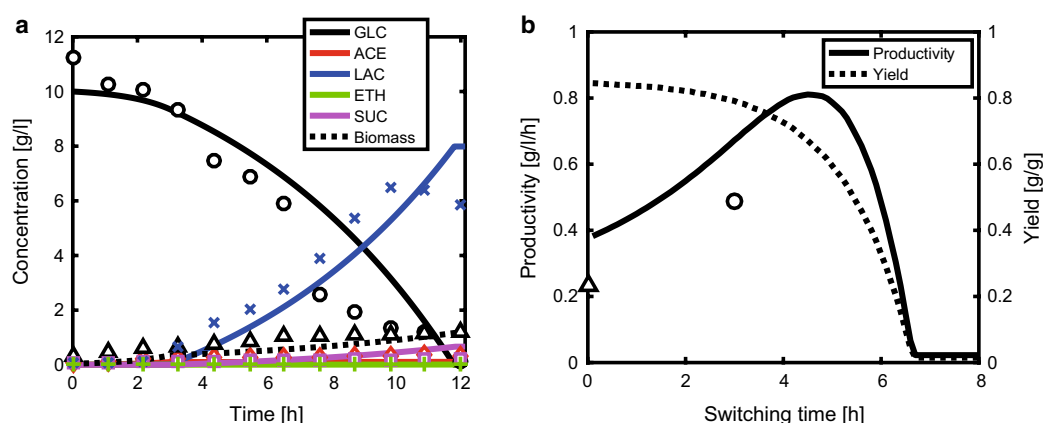 a
GLC
ACE
LAC
ETH
SUC
Biomass
12
10
8
6
4
2
0
Concentration [g/l]
0 2 4 6 8 10 12
Time [h]
b
Productivity
Yield
1
0.8
0.6
0.4
0.2
0
Productivity [g/l/h]
1
0.8
0.6
0.4
0.2
0
Yield [g/g]
0 2 4 6 8
Switching time [h]